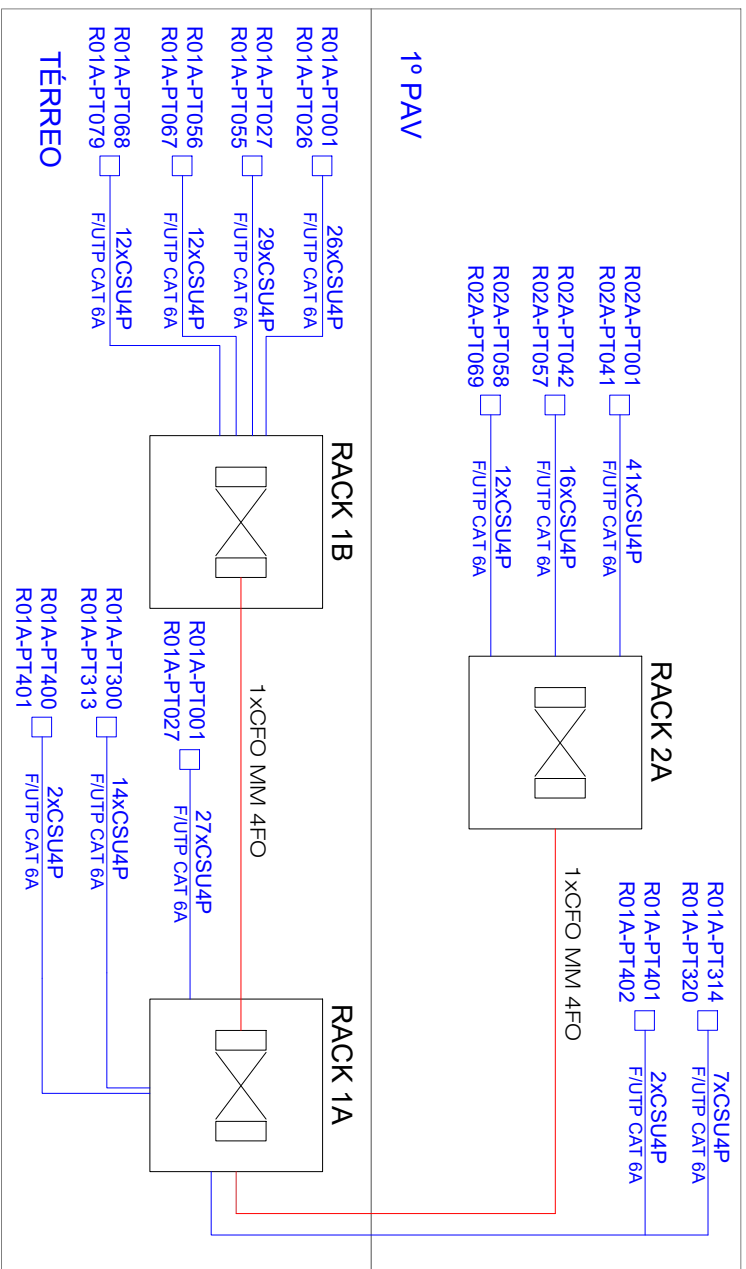 1º PAV
R02A-PT001
R02A-PT041
41xCSU4P
F/UTP CAT 6A
R02A-PT042
R02A-PT057
16xCSU4P
F/UTP CAT 6A
R02A-PT058
R02A-PT069
12xCSU4P
F/UTP CAT 6A
RACK 2A
1xCFO MM 4FO
R01A-PT314
R01A-PT320
7xCSU4P
F/UTP CAT 6A
R01A-PT401
R01A-PT402
2xCSU4P
F/UTP CAT 6A
R01A-PT001
R01A-PT026
26xCSU4P
F/UTP CAT 6A
R01A-PT027
R01A-PT055
29xCSU4P
F/UTP CAT 6A
R01A-PT056
R01A-PT067
12xCSU4P
F/UTP CAT 6A
R01A-PT068
R01A-PT079
12xCSU4P
F/UTP CAT 6A
TÉRREO
RACK 1B
1xCFO MM 4FO
R01A-PT001
R01A-PT027
27xCSU4P
F/UTP CAT 6A
R01A-PT300
R01A-PT313
14xCSU4P
F/UTP CAT 6A
R01A-PT400
R01A-PT401
2xCSU4P
F/UTP CAT 6A
RACK 1A